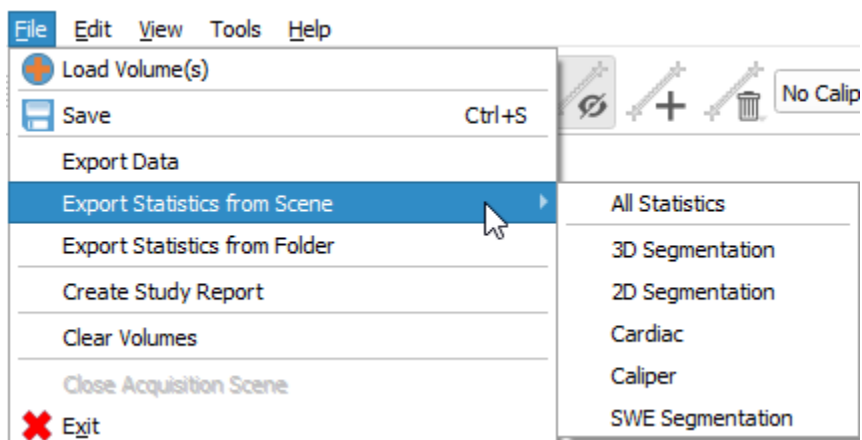 File Edit View Tools Help
Load Volume(s)
No Calip
Save Ctrl+S
Export Data
Export Statistics from Scene
All Statistics
Export Statistics from Folder
3D Segmentation
Create Study Report
2D Segmentation
Clear Volumes
Cardiac
Close Acquisition Scene
Caliper
Exit
SWE Segmentation